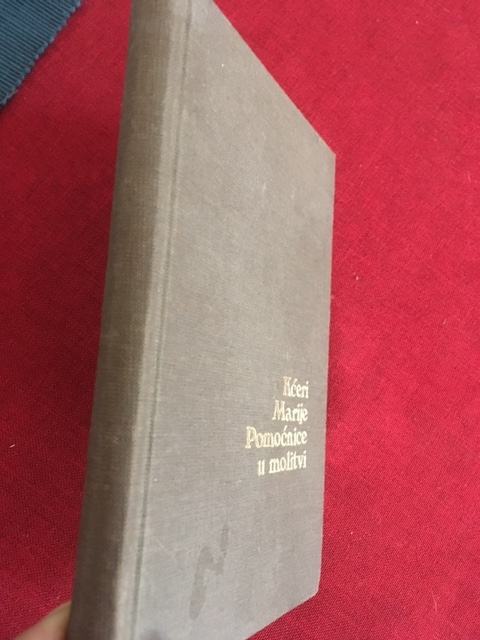 Kćeri
Marije
Pomoćnice
u molitvi